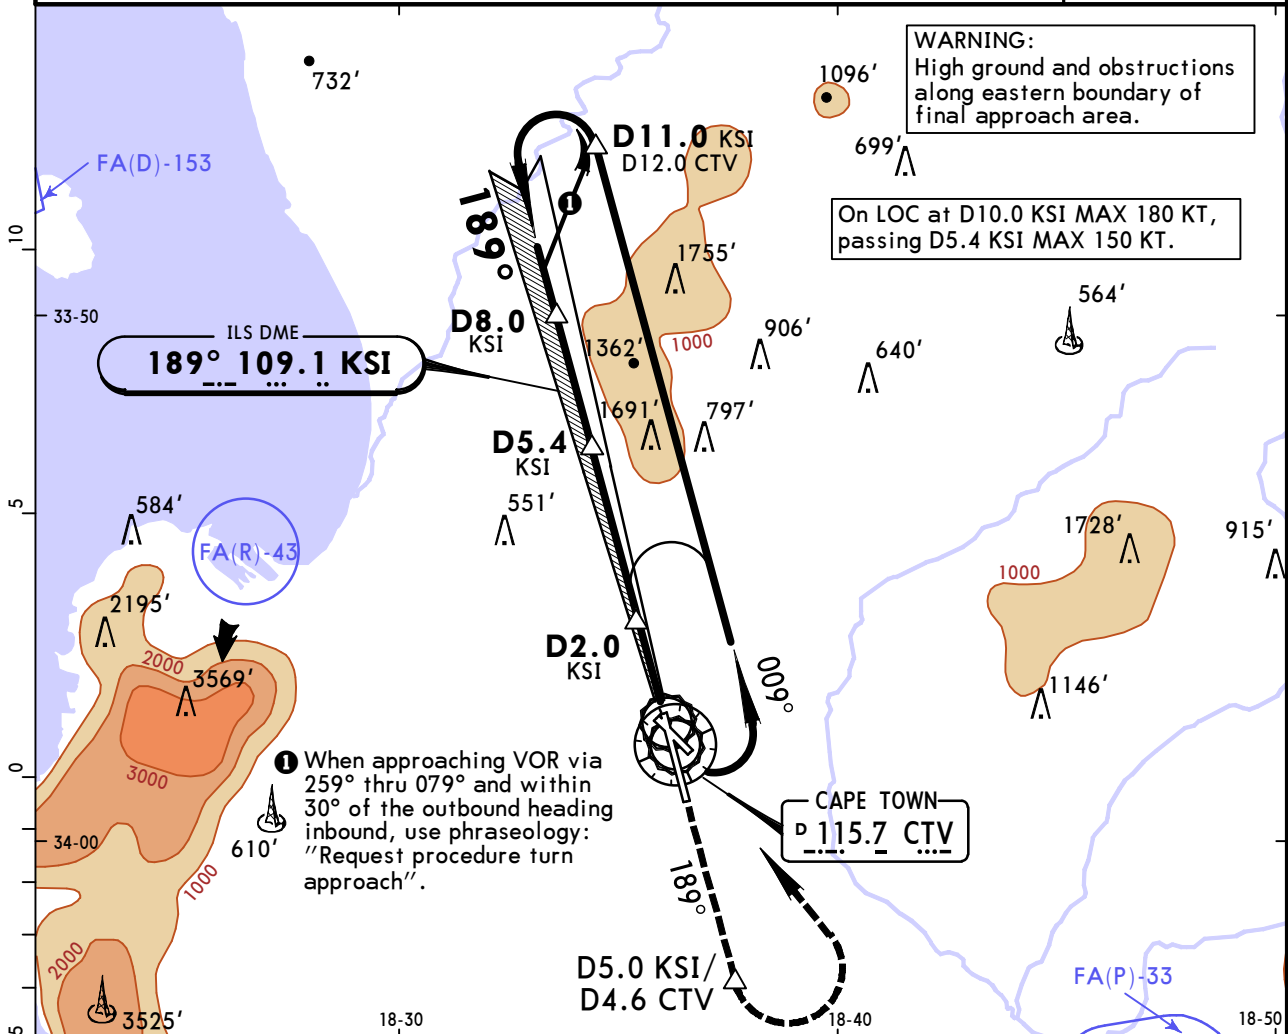 WARNING:
High ground and obstructions
along eastern boundary of
final approach area.
732'
1096'
699'
FA(D)-153
D11.0 KSI
D12.0 CTV
1
189°
On LOC at D10.0 KSI MAX 180 KT,
passing D5.4 KSI MAX 150 KT.
10
1755'
564'
33-50
D8.0
KSI
ILS DME
189° 109.1 KSI
1362'
1000
906'
640'
1691'
797'
D5.4
KSI
5
584'
551'
FA(R)-43
1728'
915'
1000
2195'
2000
3569'
D2.0
KSI
009°
1146'
0
3000
1 When approaching VOR via
259° thru 079° and within
30° of the outbound heading
inbound, use phraseology:
"Request procedure turn
approach".
CAPE TOWN
D 115.7 CTV
610'
34-00
1000
189°
2000
D5.0 KSI/
D4.6 CTV
FA(P)-33
3525'
5
18-30
18-40
18-50